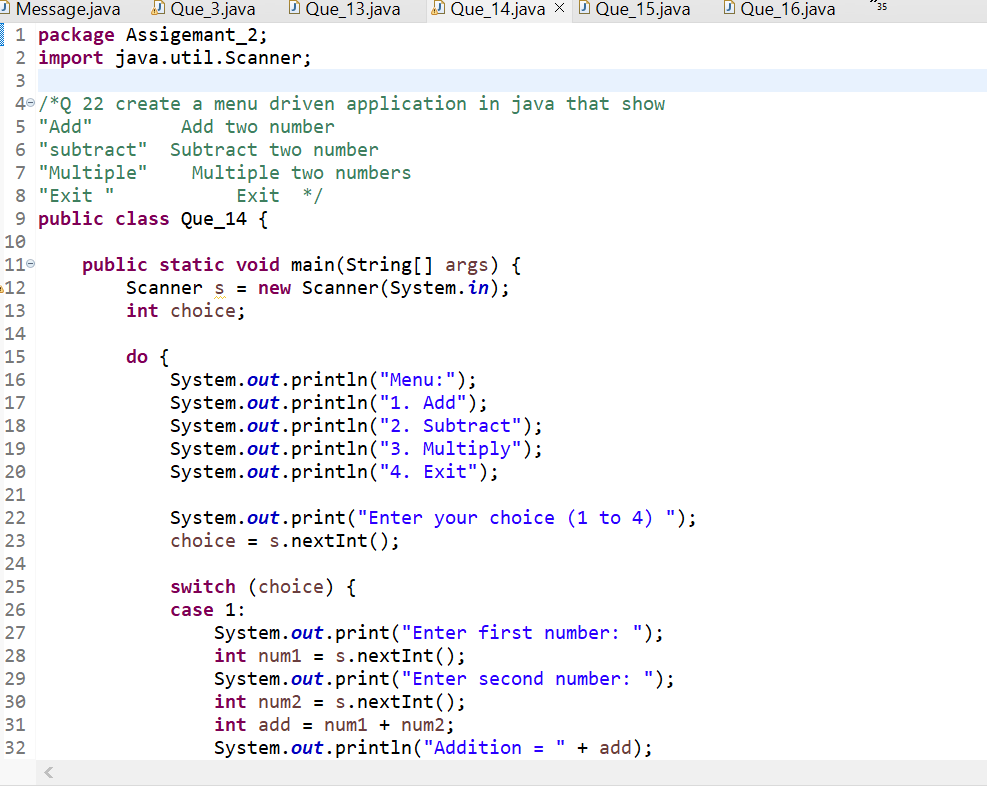 Message.java Que_3.java Que_13.java Que_14.java Que_15.java Que_16.java 35
1 package Assigemant_2;
2 import java.util.Scanner;
3
4 /*Q 22 create a menu driven application in java that show
5 "Add"        Add two number
6 "subtract"  Subtract two number
7 "Multiple"    Multiple two numbers
8 "Exit "           Exit  */
9 public class Que_14 {
10
11     public static void main(String[] args) {
12         Scanner s = new Scanner(System.in);
13         int choice;
14
15         do {
16             System.out.println("Menu:");
17             System.out.println("1. Add");
18             System.out.println("2. Subtract");
19             System.out.println("3. Multiply");
20             System.out.println("4. Exit");
21
22             System.out.print("Enter your choice (1 to 4) ");
23             choice = s.nextInt();
24
25             switch (choice) {
26             case 1:
27                 System.out.print("Enter first number: ");
28                 int num1 = s.nextInt();
29                 System.out.print("Enter second number: ");
30                 int num2 = s.nextInt();
31                 int add = num1 + num2;
32                 System.out.println("Addition = " + add);